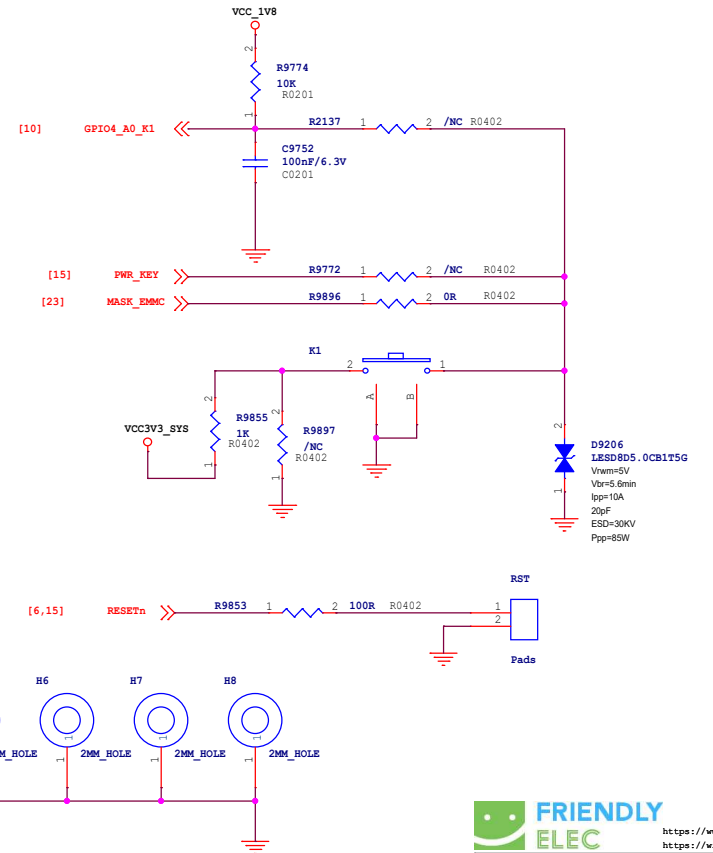 VCC_1V8
2
R9774
10K
R0201
1
[10] GPIO4_A0_K1 R2137 1 2 /NC R0402
C9752
100nF/6.3V
C0201
[15] PWR_KEY R9772 1 2 /NC R0402
[23] MASK_EMMC R9896 1 2 0R R0402
K1
2 1
A B
2 2
R9855
1K
R0402
1
VCC3V3_SYS
R9897
/NC
R0402
1
2
D9206
LESD8D5.0CB1T5G
Vrwm=5V
Vbr=5.6min
Ipp=10A
20pF
ESD=30KV
Ppp=85W
1
RST
[6,15] RESETn R9853 1 2 100R R0402 1
2
Pads
H6 H7 H8
1 1 1
M_HOLE 2MM_HOLE 2MM_HOLE 2MM_HOLE
1 1 1
FRIENDLY
ELEC
https://w
https://w